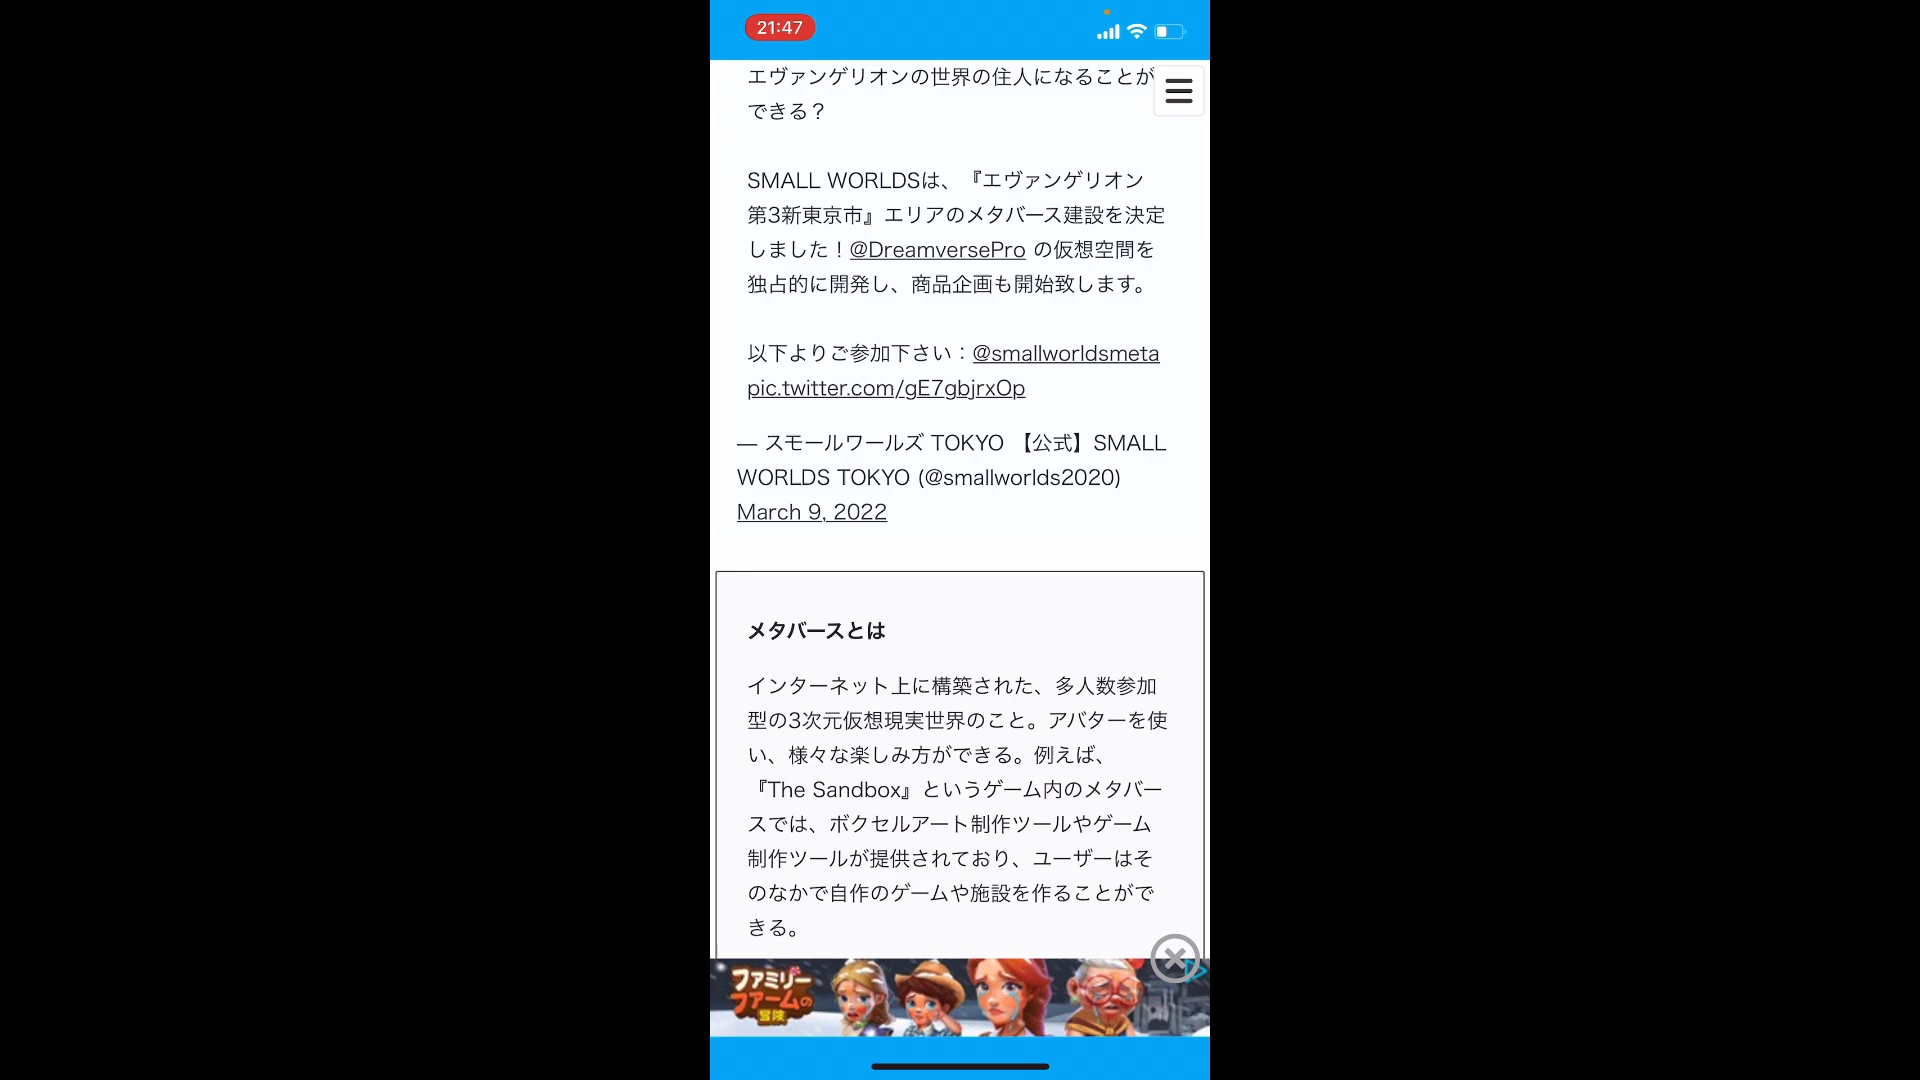 21:47
エヴァンゲリオンの世界の住人になることが
できる？
SMALL WORLDSは、『エヴァンゲリオン
第3新東京市』エリアのメタバース建設を決定
しました！@DreamversePro の仮想空間を
独占的に開発し、商品企画も開始致します。
以下よりご参加下さい：@smallworldsmeta
pic.twitter.com/gE7gbjrxOp
— スモールワールズ TOKYO 【公式】SMALL
WORLDS TOKYO (@smallworlds2020)
March 9, 2022
メタバースとは
インターネット上に構築された、多人数参加
型の3次元仮想現実世界のこと。アバターを使
い、様々な楽しみ方ができる。例えば、
『The Sandbox』というゲーム内のメタバー
スでは、ボクセルアート制作ツールやゲーム
制作ツールが提供されており、ユーザーはそ
のなかで自作のゲームや施設を作ることがで
きる。
ファミリー
ファームの
冒険